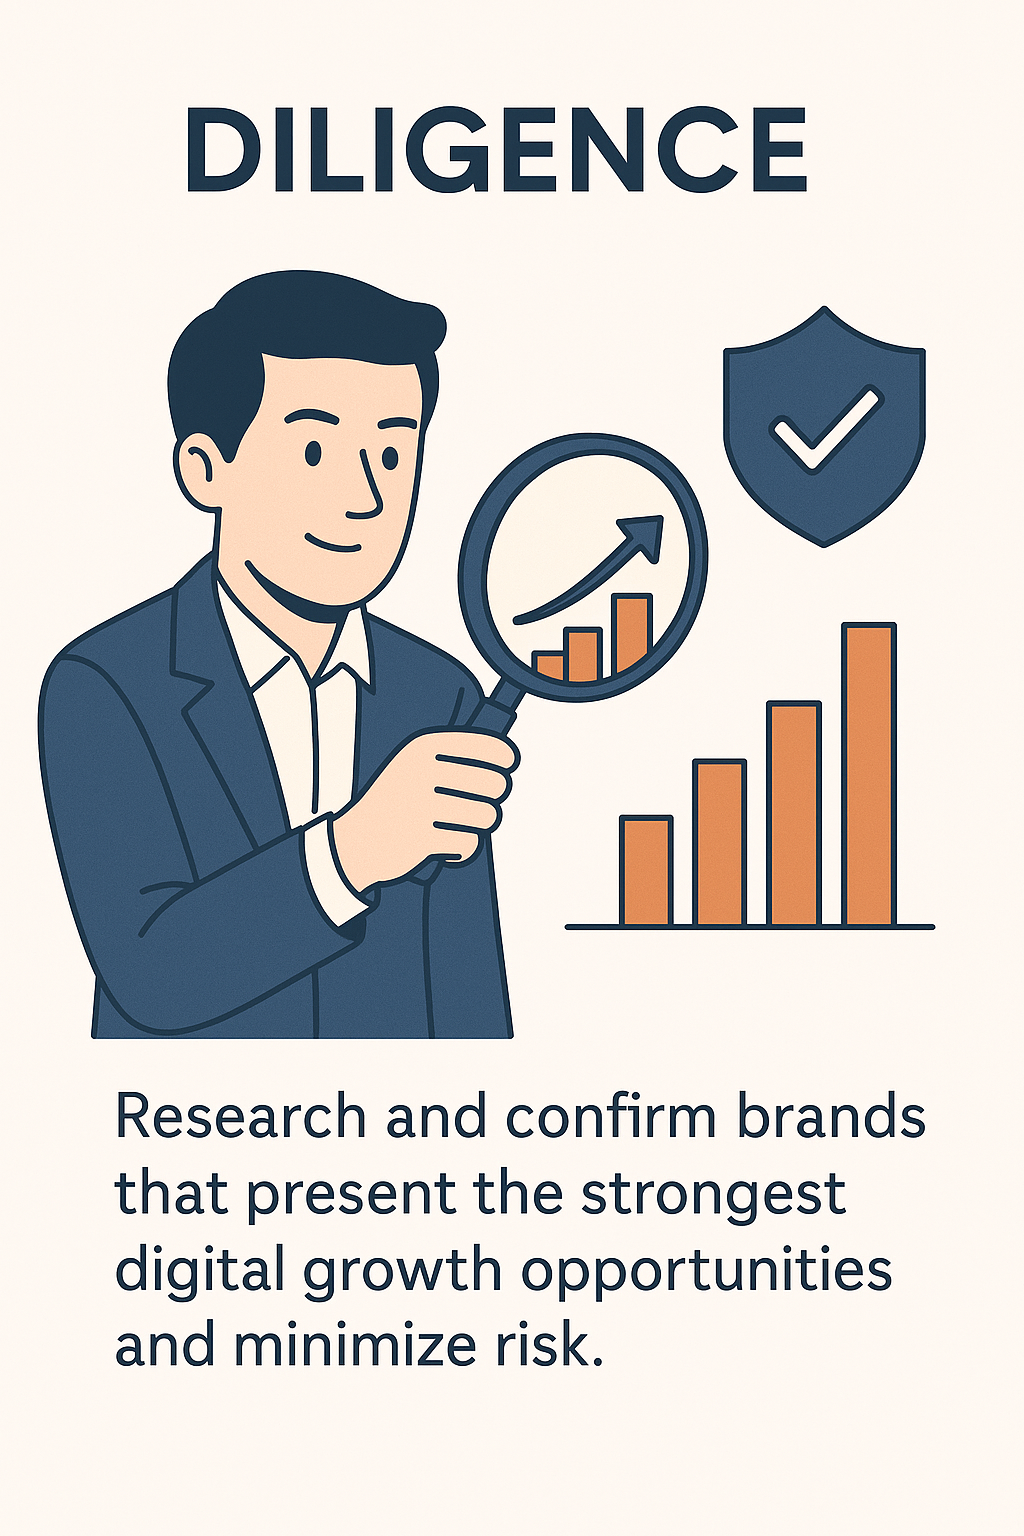 DILIGENCE
Research and confirm brands
that present the strongest
digital growth opportunities
and minimize risk.